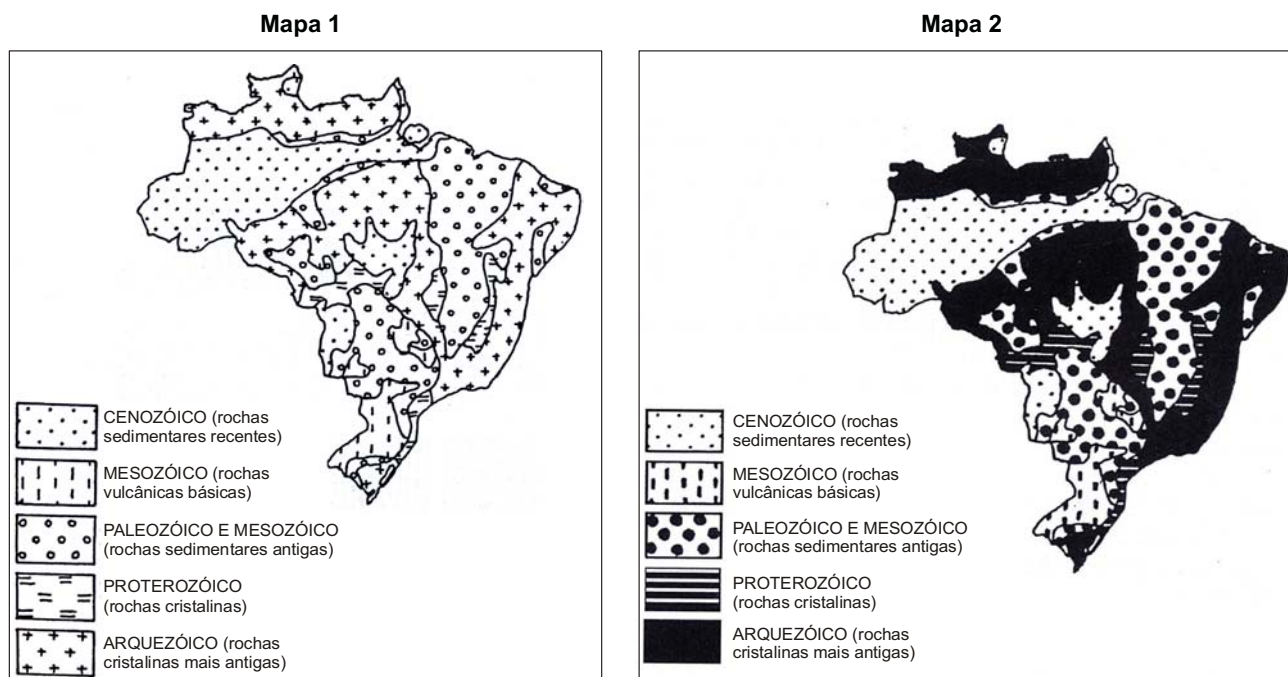 Mapa 1
CENOZÓICO (rochas
sedimentares recentes)
MESOZÓICO (rochas
vulcânicas básicas)
PALEOZÓICO E MESOZÓICO
(rochas sedimentares antigas)
PROTEROZÓICO
(rochas cristalinas)
ARQUEZÓICO (rochas
cristalinas mais antigas)
Mapa 2
CENOZÓICO (rochas
sedimentares recentes)
MESOZÓICO (rochas
vulcânicas básicas)
PALEOZÓICO E MESOZÓICO
(rochas sedimentares antigas)
PROTEROZÓICO
(rochas cristalinas)
ARQUEZÓICO (rochas
cristalinas mais antigas)